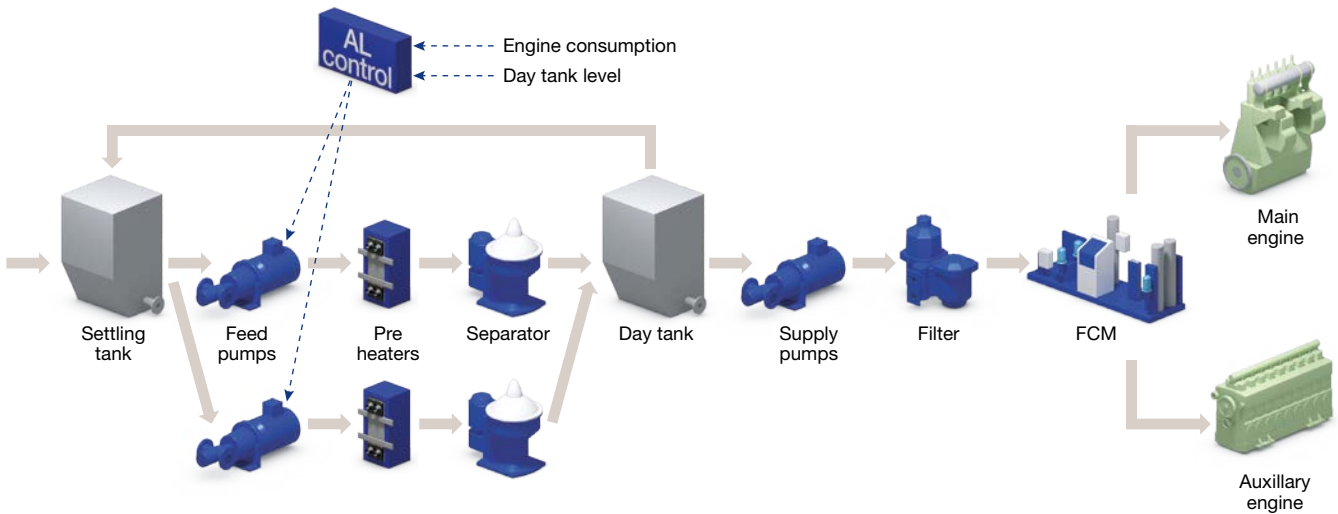 AL
control
Engine consumption
Day tank level
Settling
tank
Feed
pumps
Pre
heaters
Separator
Day tank
Supply
pumps
Filter
FCM
Main
engine
Auxillary
engine